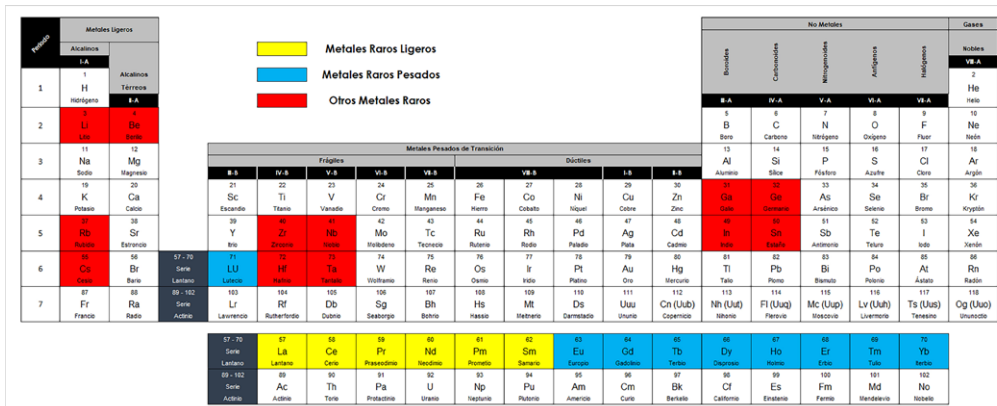 Periodo
Metales Ligeros
No Metales
Gases
Alcalinos
I-A
Alcalinos
Térreos
II-A
Metales Raros Ligeros
Metales Raros Pesados
Otros Metales Raros
Boroides
Carbonoides
Nitrogenoides
Anfígenos
Halógenos
Nobles
VIII-A
III-A IV-A V-A VI-A VII-A
1
1 2
H He
Hidrógeno Helio
2
3 4 5 6 7 8 9 10
Li Be B C N O F Ne
Litio Berilio Boro Carbono Nitrógeno Oxígeno Fluor Neón
Metales Pesados de Transición
Frágiles Dúctiles
III-B IV-B V-B VI-B VII-B VIII-B I-B II-B
3
11 12 13 14 15 16 17 18
Na Mg Al Si P S Cl Ar
Sodio Magnesio Aluminio Sílice Fósforo Azufre Cloro Argón
4
19 20 21 22 23 24 25 26 27 28 29 30 31 32 33 34 35 36
K Ca Sc Ti V Cr Mn Fe Co Ni Cu Zn Ga Ge As Se Br Kr
Potasio Calcio Escandio Titanio Vanadio Cromo Manganeso Hierro Cobalto Níquel Cobre Zinc Galio Germanio Arsénico Selenio Bromo Kryptón
5
37 38 39 40 41 42 43 44 45 46 47 48 49 50 51 52 53 54
Rb Sr Y Zr Nb Mo Tc Ru Rh Pd Ag Cd In Sn Sb Te I Xe
Rubidio Estroncio Itrio Zirconio Niobio Molibdeno Tecnecio Rutenio Rodio Paladio Plata Cadmio Indio Estaño Antimonio Teluro Iodo Xenón
6
55 56 57 - 70 71 72 73 74 75 76 77 78 79 80 81 82 83 84 85 86
Cs Br Serie LU Hf Ta W Re Os Ir Pt Au Hg Tl Pb Bi Po At Rn
Cesio Bario Lantano Lutecio Hafnio Tantalio Wolframio Renio Osmio Iridio Platino Oro Mercurio Talio Plomo Bismuto Polonio Ástato Radón
7
87 88 89 - 102 103 104 105 106 107 108 109 110 111 112 113 114 115 116 117 118
Fr Ra Serie Lr Rf Db Sg Bh Hs Mt Ds Uuu Cn (Uub) Nh (Uut) Fl (Uuq) Mc (Uup) Lv (Uuh) Ts (Uus) Og (Uuo)
Francio Radio Actinio Lawrencio Rutherfordio Dubnio Seaborgio Bohrio Hassio Meitnerio Darmstadio Ununio Copernicio Nihonio Flerovio Moscovio Livermorio Tenesino Ununoctio
57 - 70 57 58 59 60 61 62 63 64 65 66 67 68 69 70
Serie La Ce Pr Nd Pm Sm Eu Gd Tb Dy Ho Er Tm Yb
Lantano Lantano Cerio Praseodinio Neodinio Prometio Samario Europio Gadolinio Terbio Disprosio Holmio Erbio Tulio Iterbio
89 - 102 89 90 91 92 93 94 95 96 97 98 99 100 101 102
Serie Ac Th Pa U Np Pu Am Cm Bk Cf Es Fm Md No
Actinio Actinio Torio Protactinio Uranio Neptunio Plutonio Americio Curio Berkelio Californio Einstenio Fermio Mendelevio Nobelio